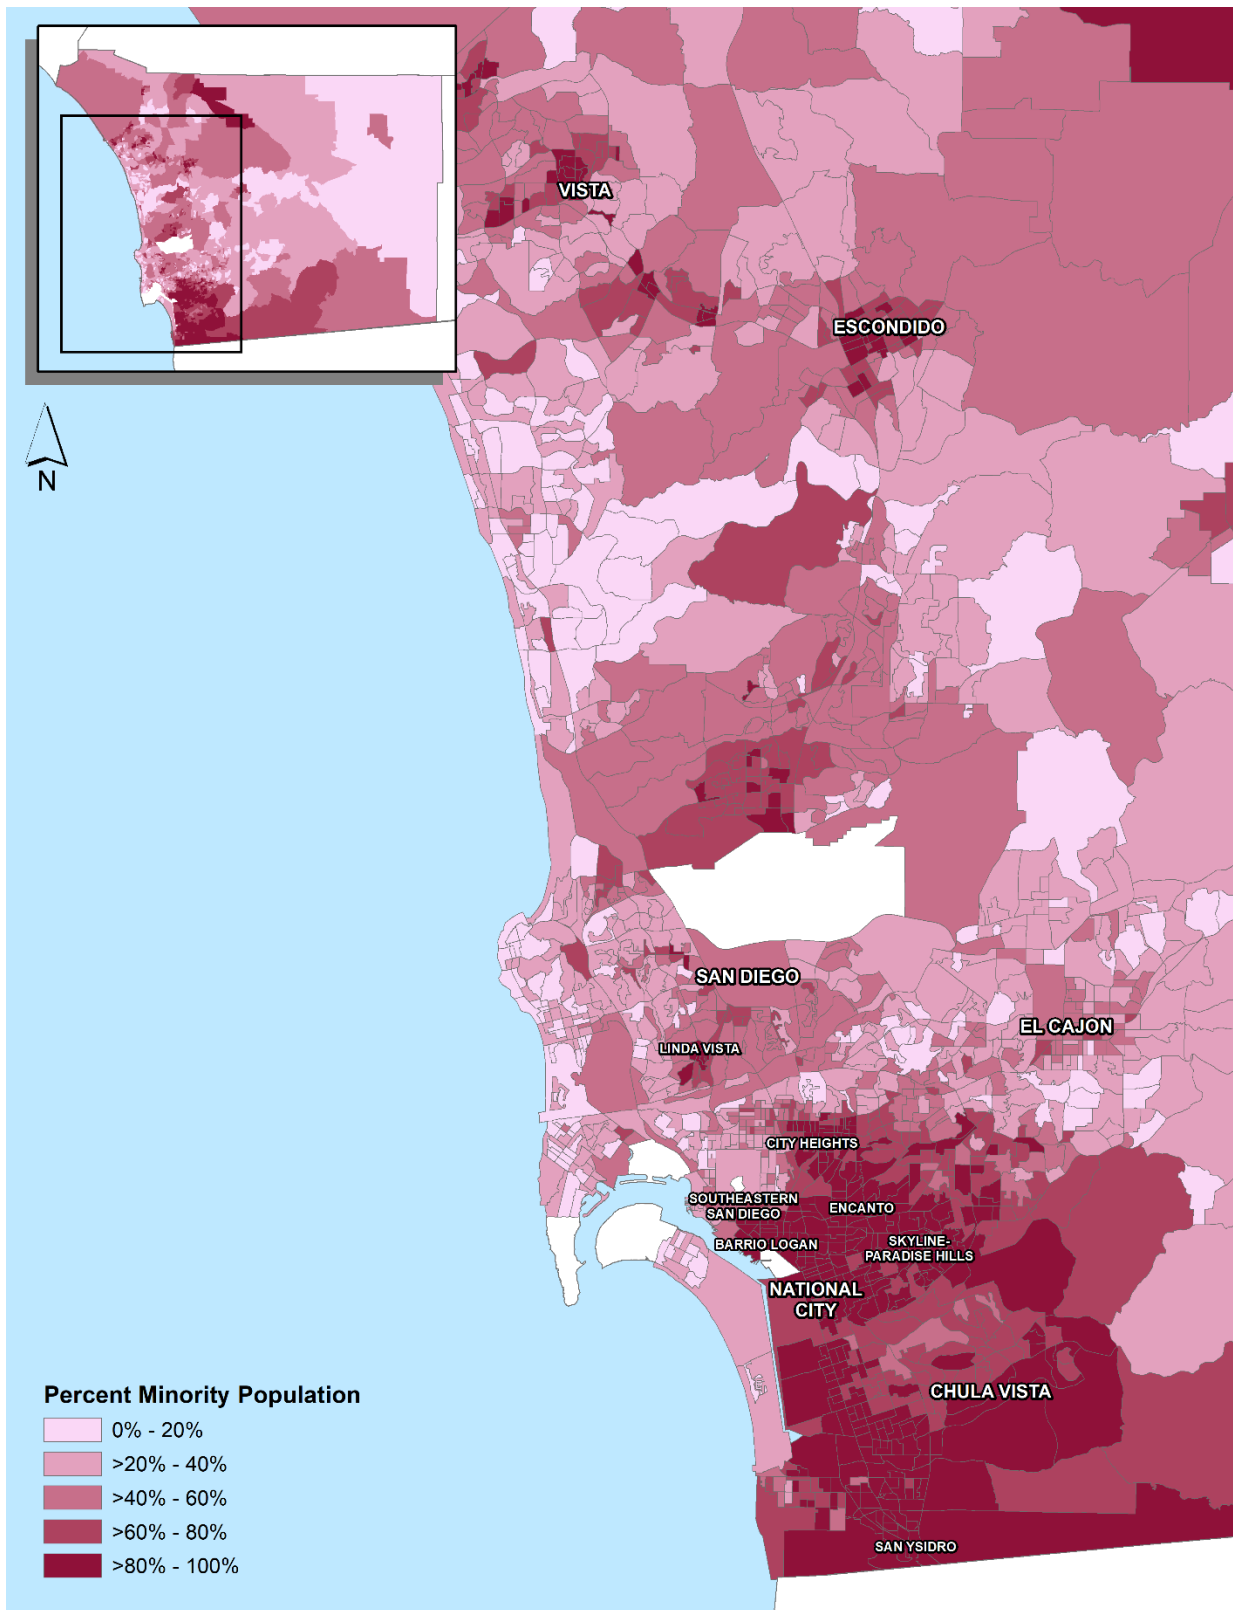 VISTA
ESCONDIDO
N
SAN DIEGO
EL CAJON
LINDA VISTA
CITY HEIGHTS
SOUTHEASTERN
SAN DIEGO
ENCANTO
BARRIO LOGAN
SKYLINE-
PARADISE HILLS
NATIONAL
CITY
CHULA VISTA
SAN YSIDRO
Percent Minority Population
0% - 20%
>20% - 40%
>40% - 60%
>60% - 80%
>80% - 100%